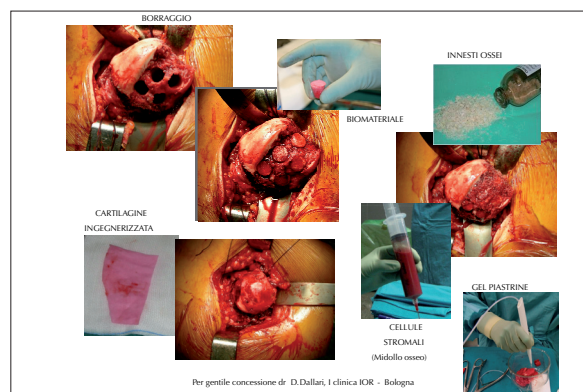 BORRAGGIO
INNESTI OSSEI
BIOMATERIALE
CARTILAGINE
INGEGNERIZZATA
GEL PIASTRINE
CELLULE
STROMALI
(Midollo osseo)
Per gentile concessione dr D.Dallari, I clinica IOR - Bologna